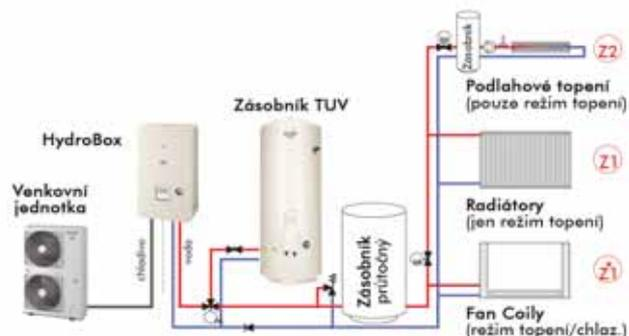 Venkovní
jednotka
HydroBox
chladivo
voda
Zásobník TUV
Zásobník
průtočný
Zásobník
Z2
Podlahové topení
(pouze režim topení)
Z1
Radiátory
(jen režim topení)
Z1
Fan Coily
(režim topení/chlaz.)